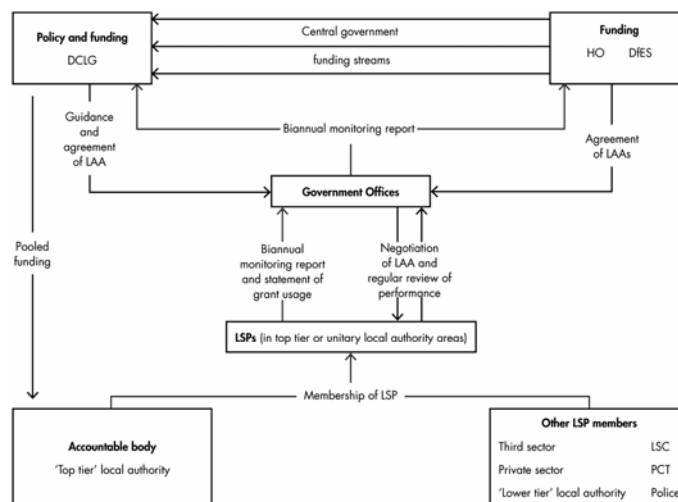 Policy and funding
DCLG
Central government
funding streams
Funding
HO DfES
Guidance
and
agreement
of LAA
Biannual monitoring report
Agreement
of LAAs
Government Offices
Pooled
funding
Biannual
monitoring report
and statement of
grant usage
Negotiation
of LAA and
regular review of
performance
LSPs (in top tier or unitary local authority areas)
Membership of LSP
Accountable body
'Top tier' local authority
Other LSP members
Third sector LSC
Private sector PCT
'Lower tier' local authority Police